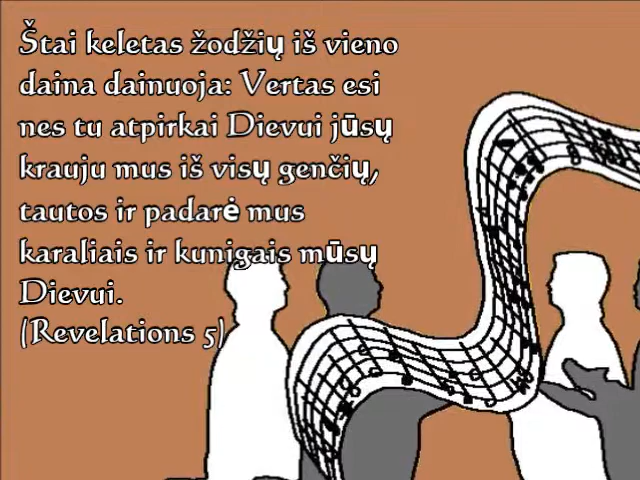 Štai keletas žodžių iš vieno
daina dainuoja: Vertas esi
nes tu atpirkai Dievui jūsų
krauju mus iš visų genčių,
tautos ir padarė mus
karaliais ir kunigais mūsų
Dievui.
(Revelations 5)